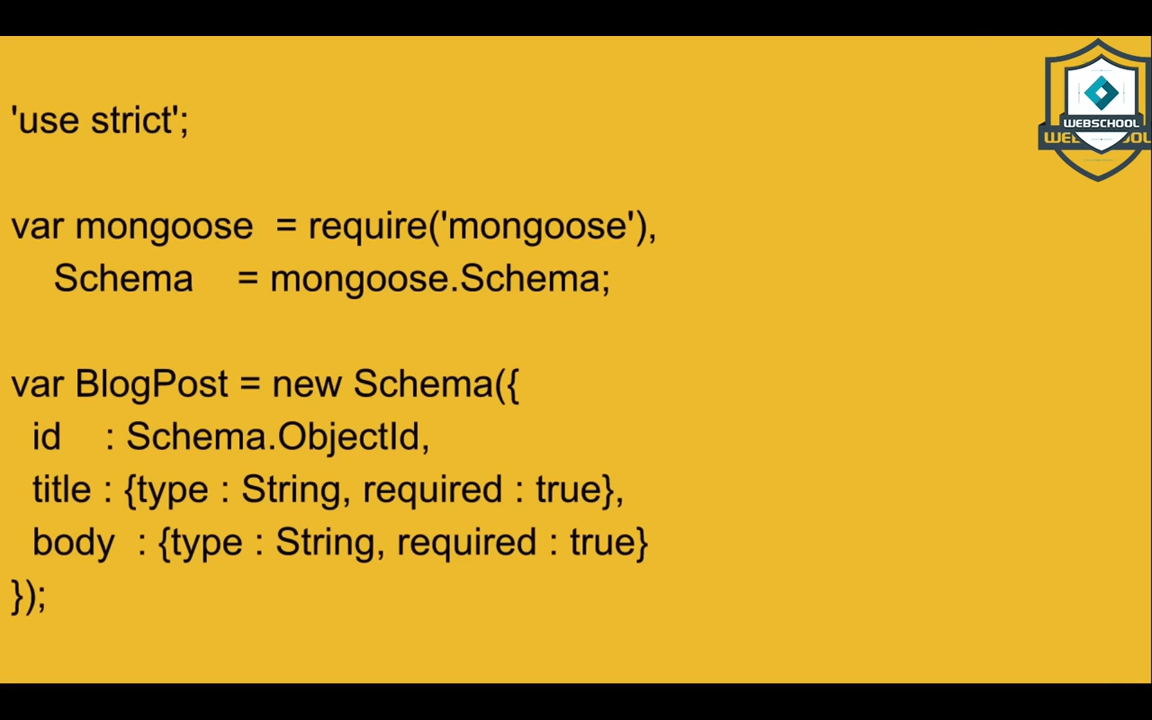 'use strict';
var mongoose  = require('mongoose'),
    Schema    = mongoose.Schema;
var BlogPost = new Schema({
  id    : Schema.ObjectId,
  title : {type : String, required : true},
  body  : {type : String, required : true}
});
WEBSCHOOL